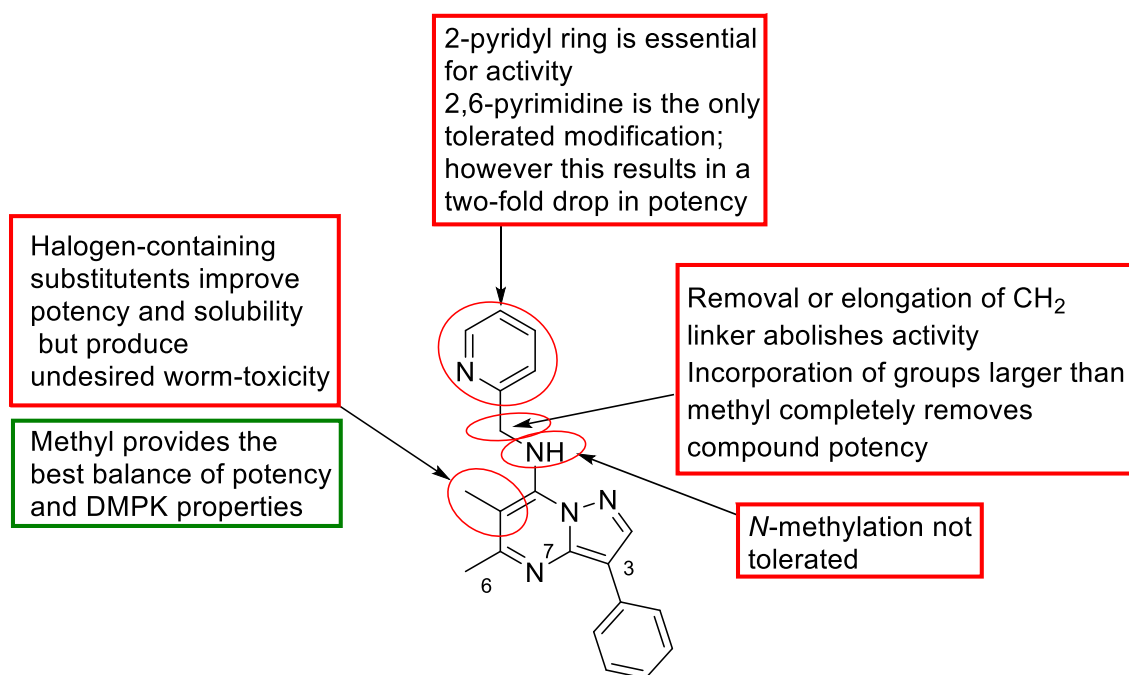 2-pyridyl ring is essential
for activity
2,6-pyrimidine is the only
tolerated modification;
however this results in a
two-fold drop in potency
Halogen-containing
substitutents improve
potency and solubility
but produce
undesired worm-toxicity
Methyl provides the
best balance of potency
and DMPK properties
Removal or elongation of CH₂
linker abolishes activity
Incorporation of groups larger than
methyl completely removes
compound potency
N-methylation not
tolerated
N
NH
N
N
7
N
3
6